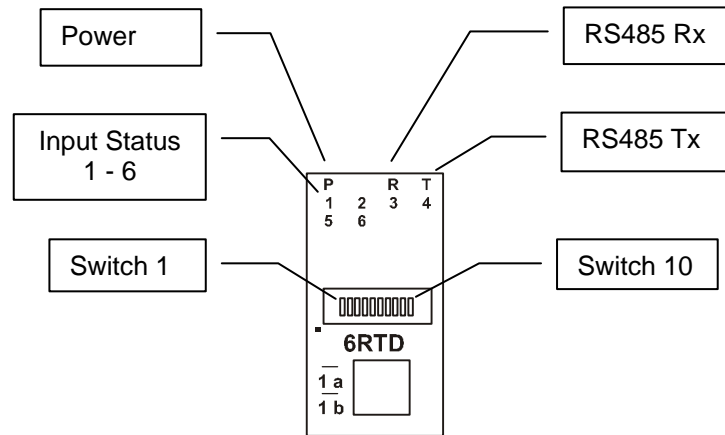 Power
RS485 Rx
Input Status
1 - 6
RS485 Tx
P R T
1 2 3 4
5 6
Switch 1
Switch 10
6RTD
1 a
1 b